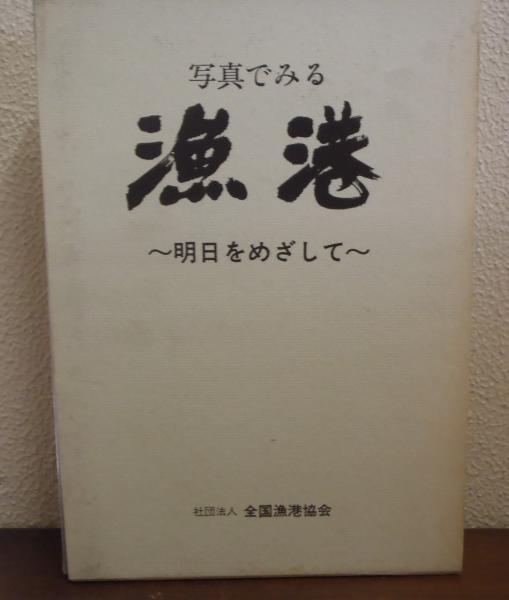 写真でみる
漁港
～明日をめざして～
社団法人 全国漁港協会